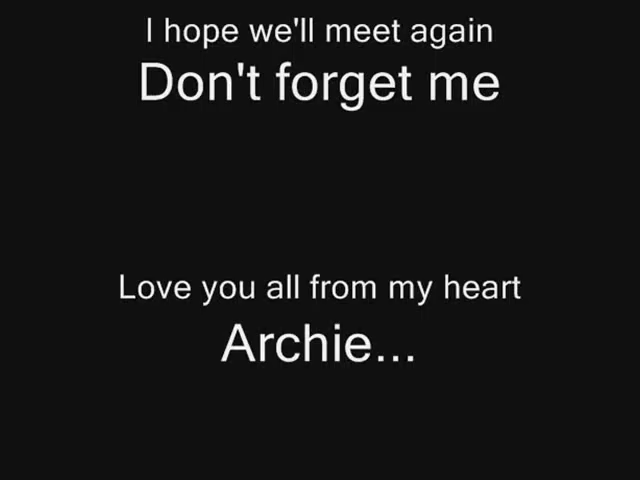 I hope we'll meet again
Don't forget me
Love you all from my heart
Archie...